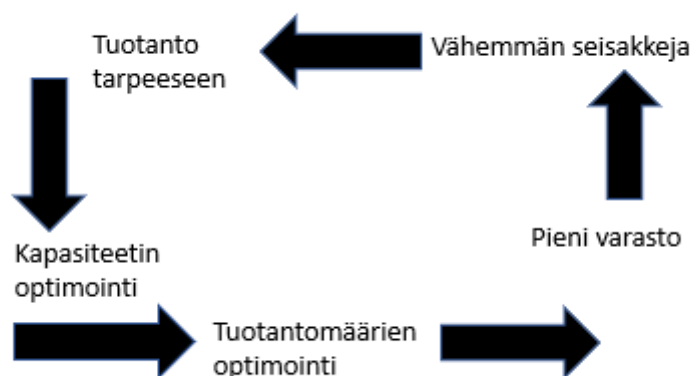 Tuotanto
tarpeeseen
Vähemmän seisakkeja
Pieni varasto
Kapasiteetin
optimointi
Tuotantomäärien
optimointi